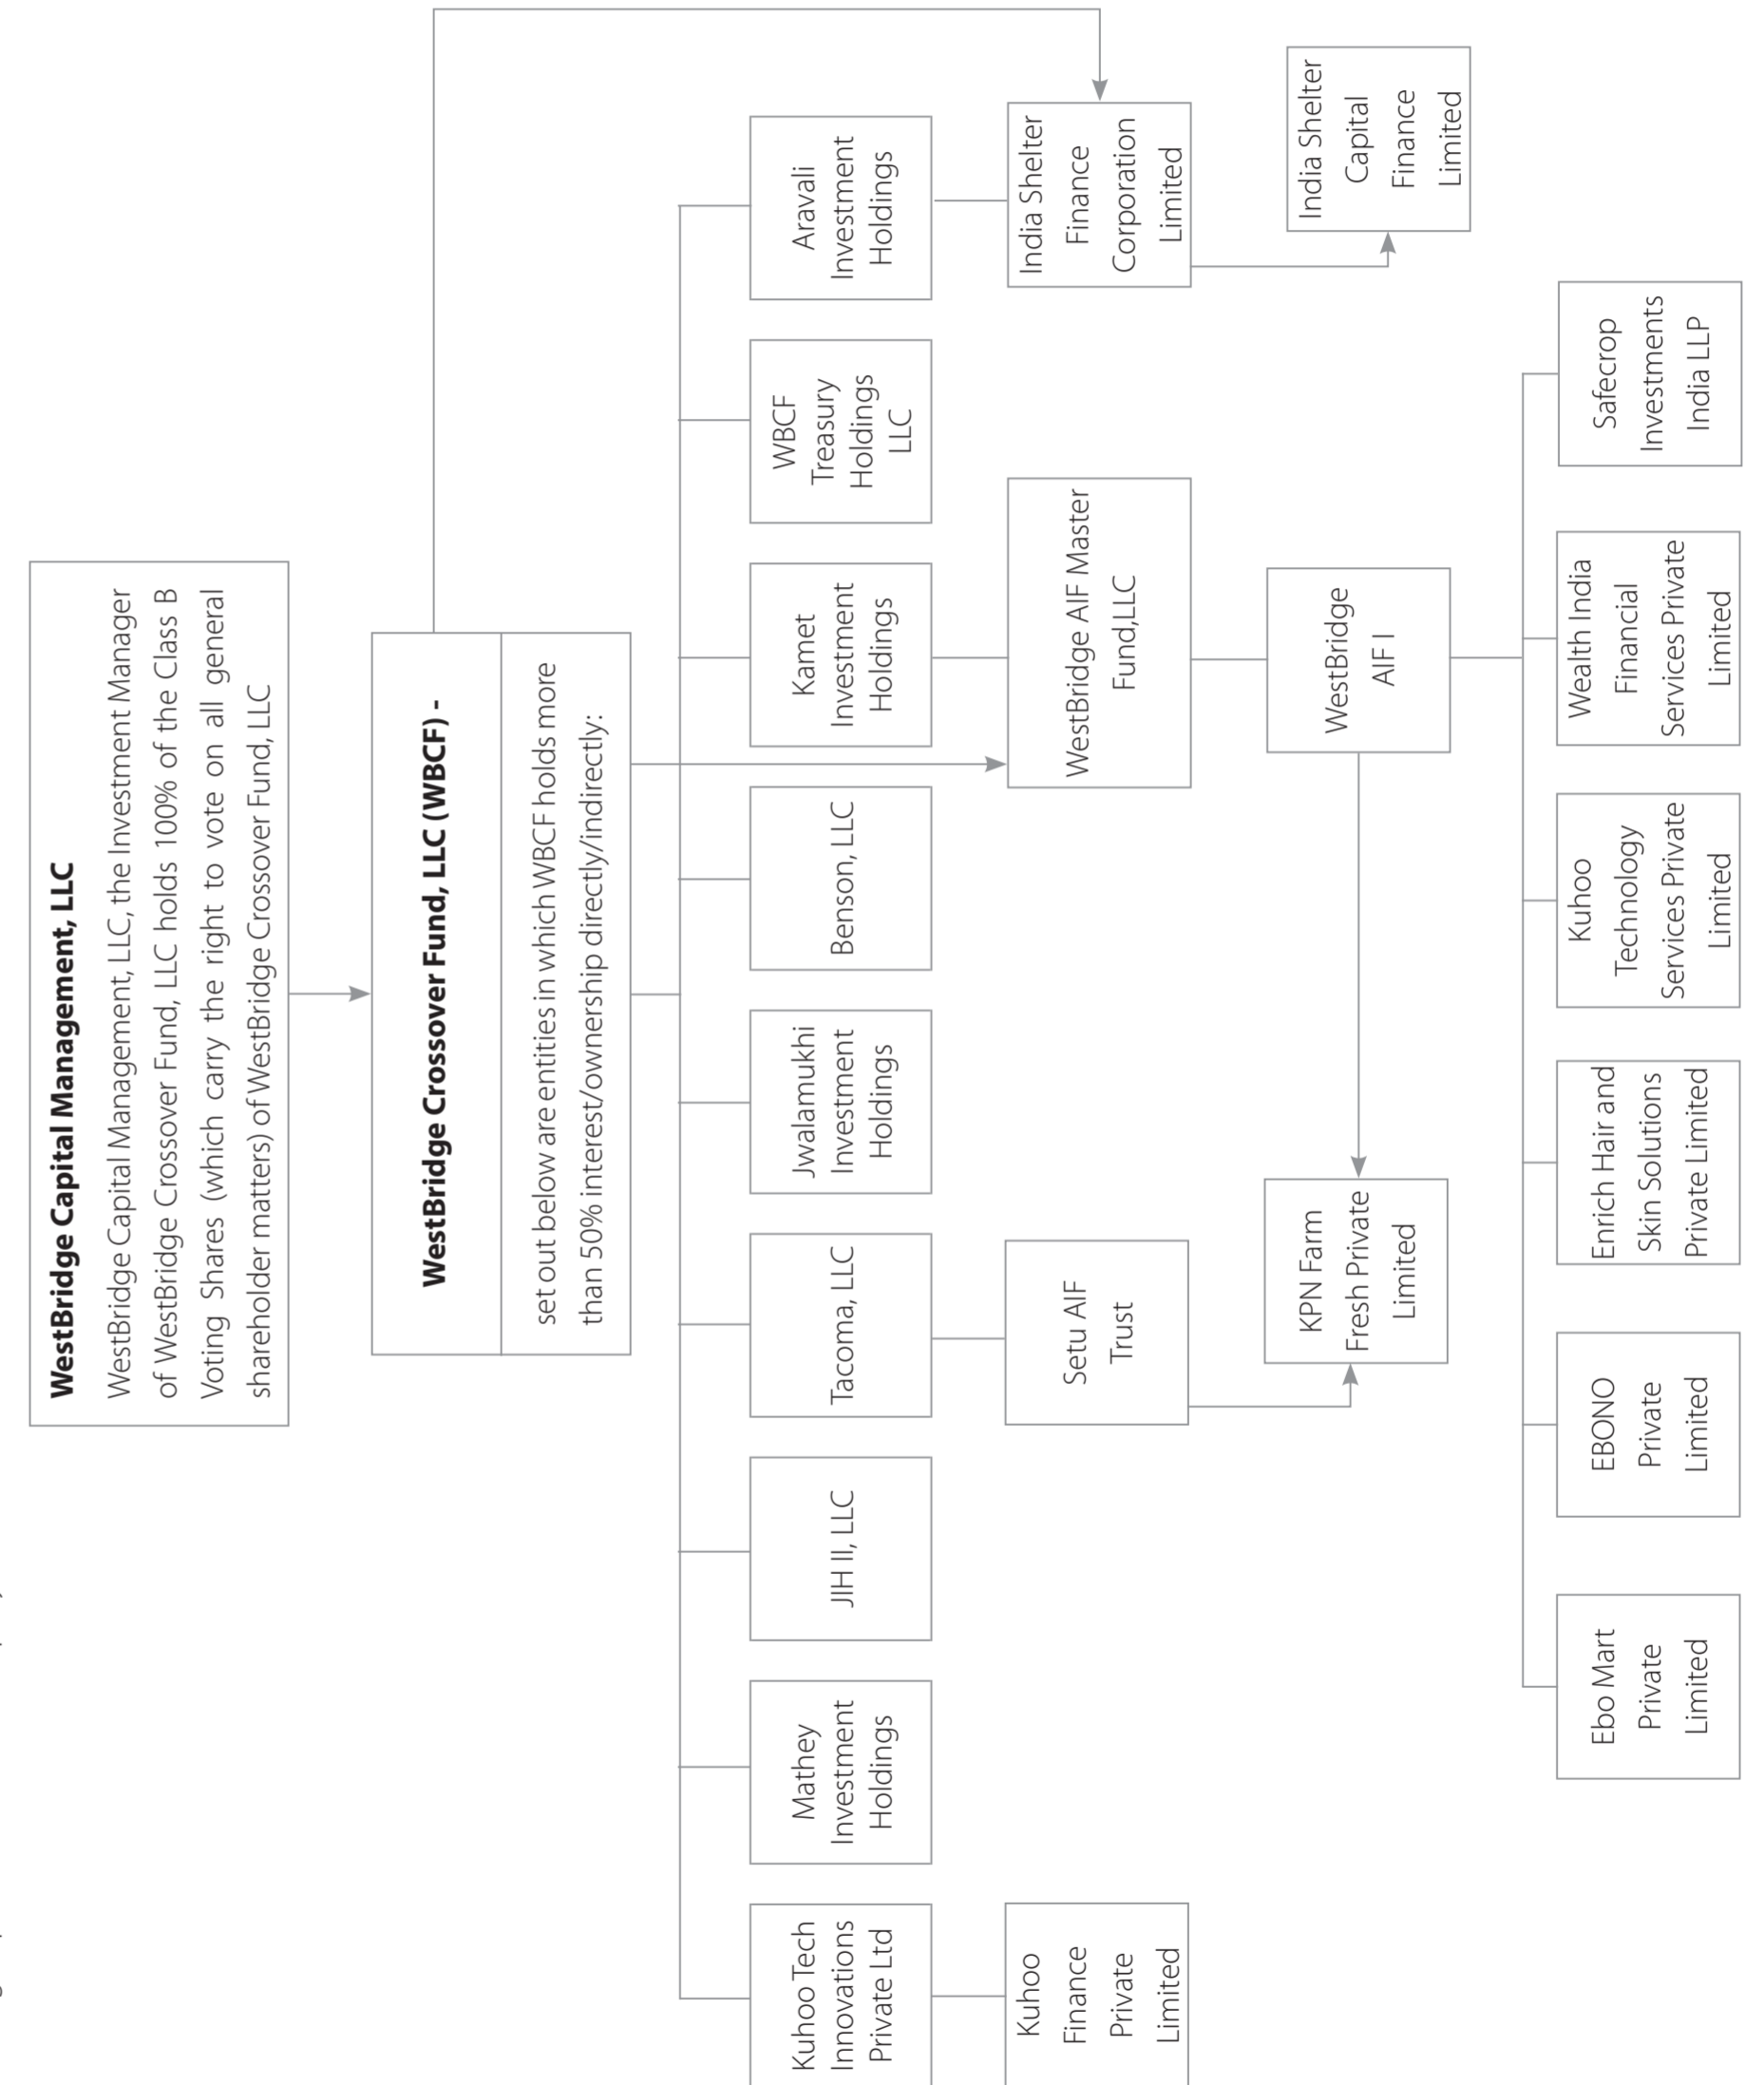 WestBridge Capital Management, LLC
WestBridge Capital Management, LLC, the Investment Manager
of WestBridge Crossover Fund, LLC holds 100% of the Class B
Voting Shares (which carry the right to vote on all general
shareholder matters) of WestBridge Crossover Fund, LLC
WestBridge Crossover Fund, LLC (WBCF) -
set out below are entities in which WBCF holds more
than 50% interest/ownership directly/indirectly:
Kuhoo Tech
Innovations
Private Ltd
Mathey
Investment
Holdings
JIH II, LLC
Tacoma, LLC
Jwalamukhi
Investment
Holdings
Benson, LLC
Kamet
Investment
Holdings
WBCF
Treasury
Holdings
LLC
Aravali
Investment
Holdings
Kuhoo
Finance
Private
Limited
Setu AIF
Trust
WestBridge AIF Master
Fund,LLC
India Shelter
Finance
Corporation
Limited
KPN Farm
Fresh Private
Limited
WestBridge
AIF I
India Shelter
Capital
Finance
Limited
Ebo Mart
Private
Limited
EBONO
Private
Limited
Enrich Hair and
Skin Solutions
Private Limited
Kuhoo
Technology
Services Private
Limited
Wealth India
Financial
Services Private
Limited
Safecrop
Investments
India LLP